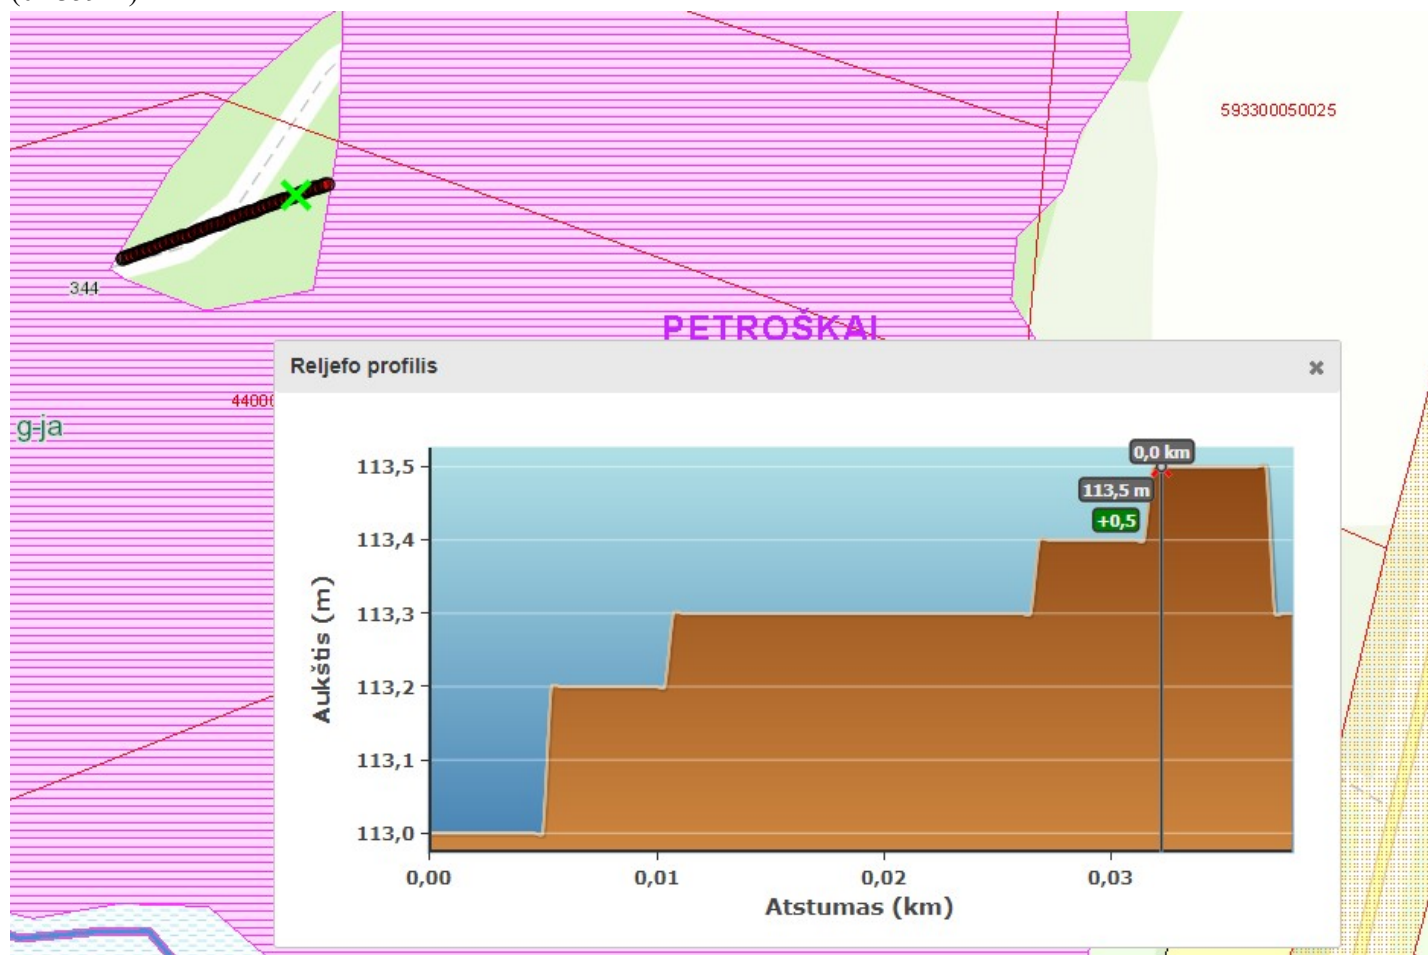 593300050025
344
PETROŠKAI
Reljefo profilis
4400
g-ja
0,0 km
113,5
113,5 m
+0,5
113,4
113,3
113,2
113,1
113,0
Aukštis (m)
0,00 0,01 0,02 0,03
Atstumas (km)